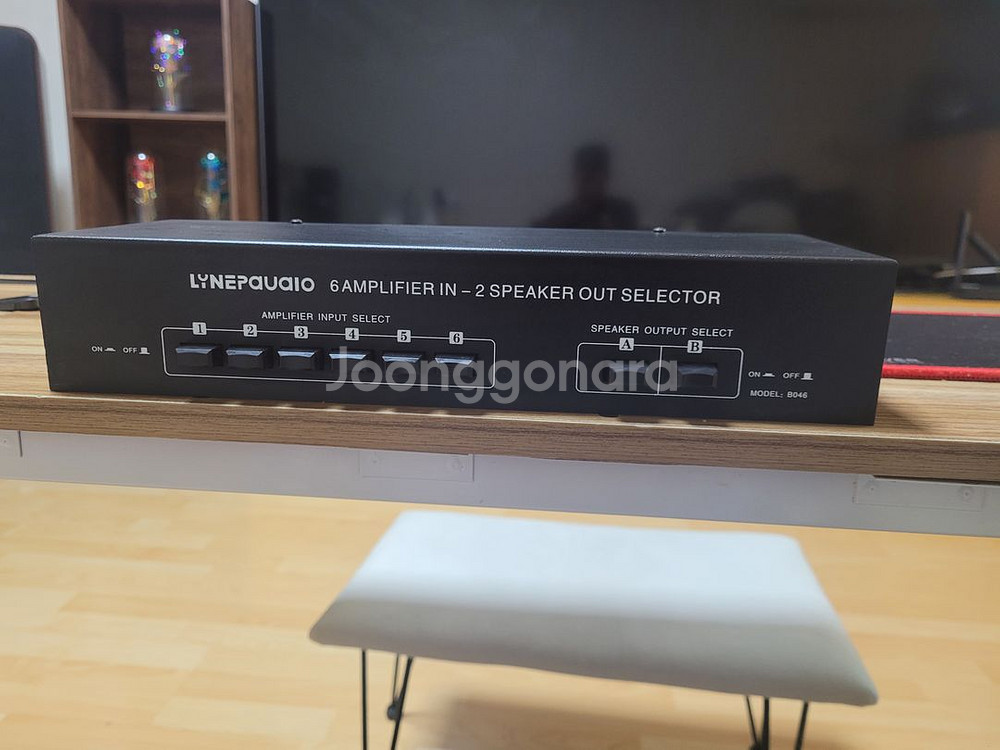 LYNEPAUAIO 6 AMPLIFIER IN – 2 SPEAKER OUT SELECTOR
AMPLIFIER INPUT SELECT
SPEAKER OUTPUT SELECT
1 2 3 4 5 6
A B
ON OFF
ON OFF
MODEL: B046
Joonggonara